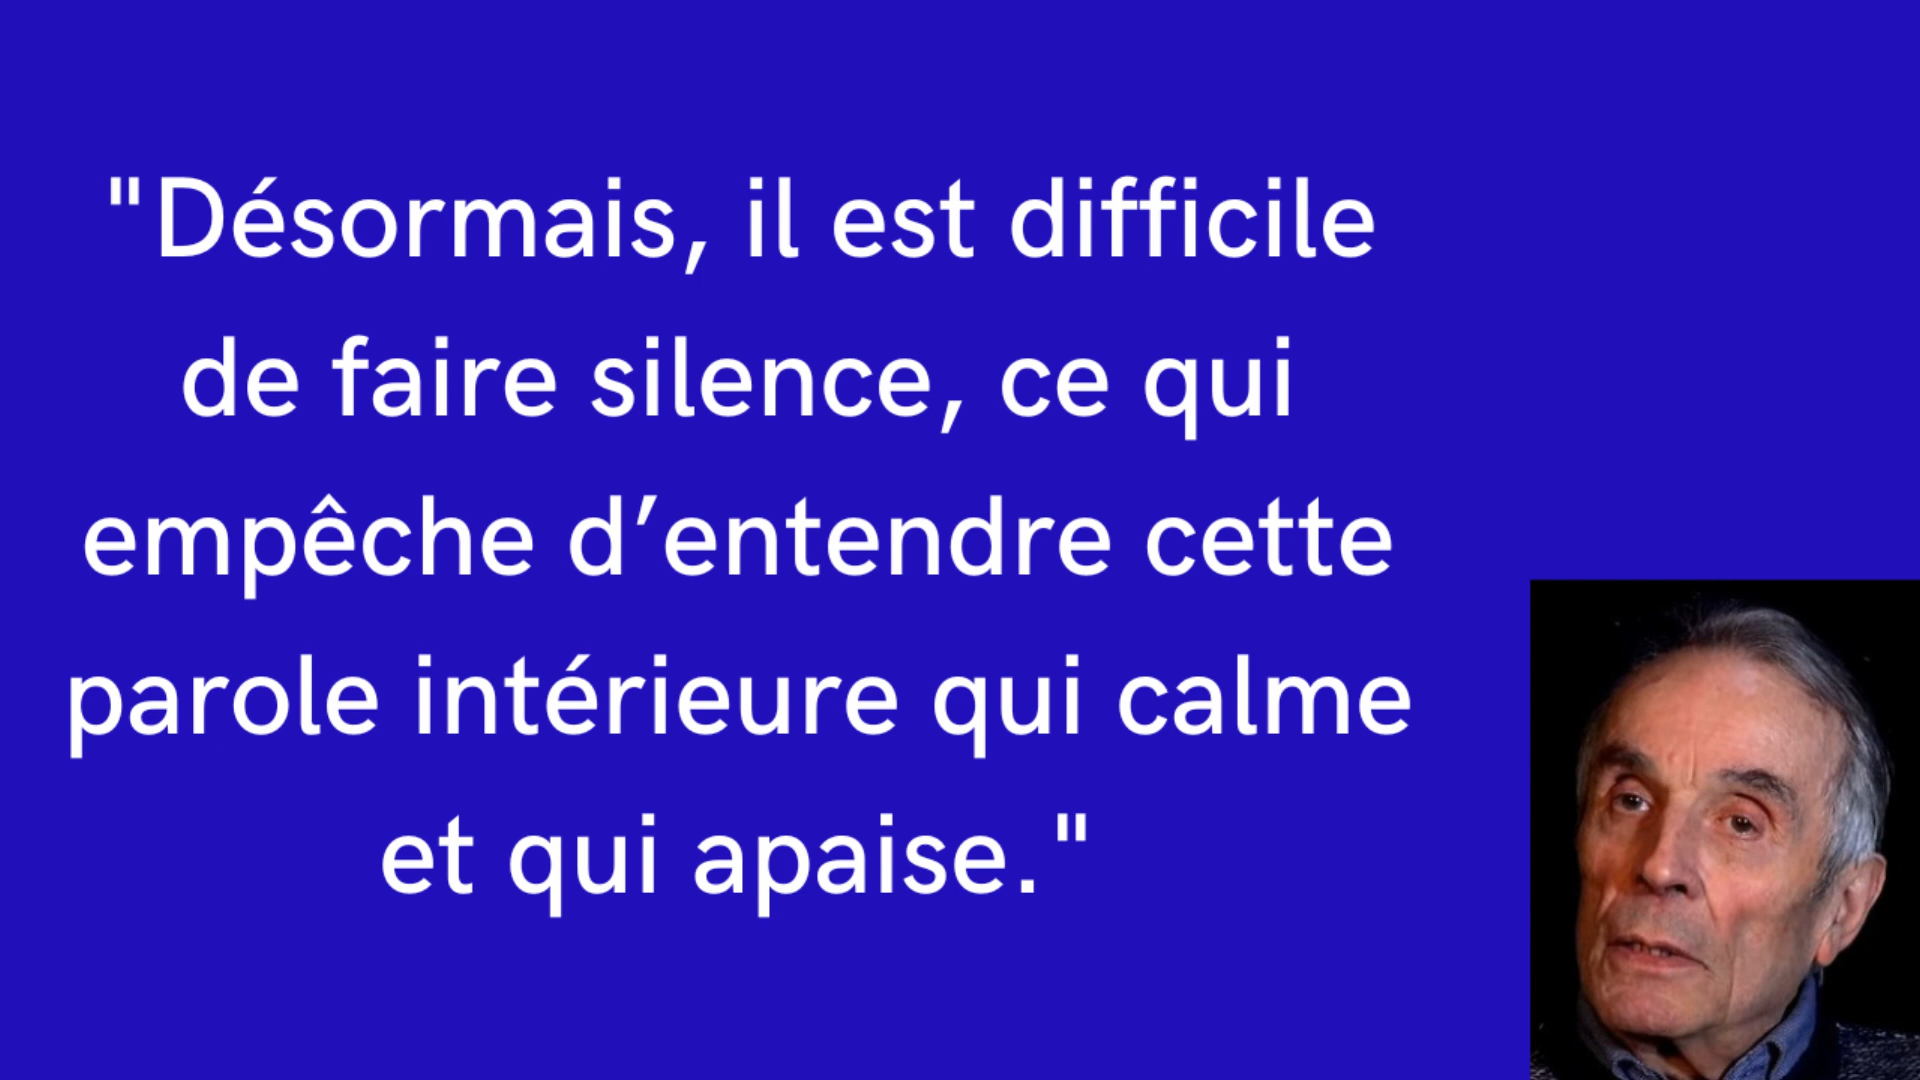 "Désormais, il est difficile
de faire silence, ce qui
empêche d’entendre cette
parole intérieure qui calme
et qui apaise."